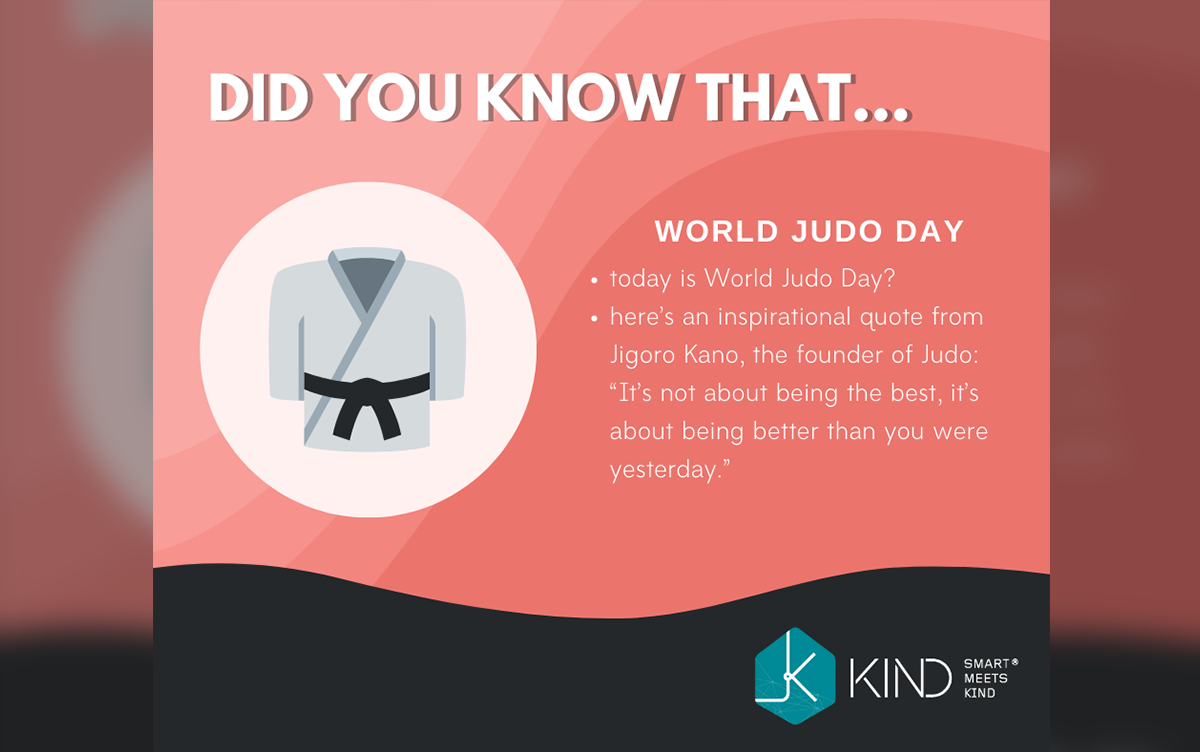 DID YOU KNOW THAT...
WORLD JUDO DAY
• today is World Judo Day?
• here’s an inspirational quote from
Jigoro Kano, the founder of Judo:
“It’s not about being the best, it’s
about being better than you were
yesterday.”
KIND
SMART®
MEETS
KIND